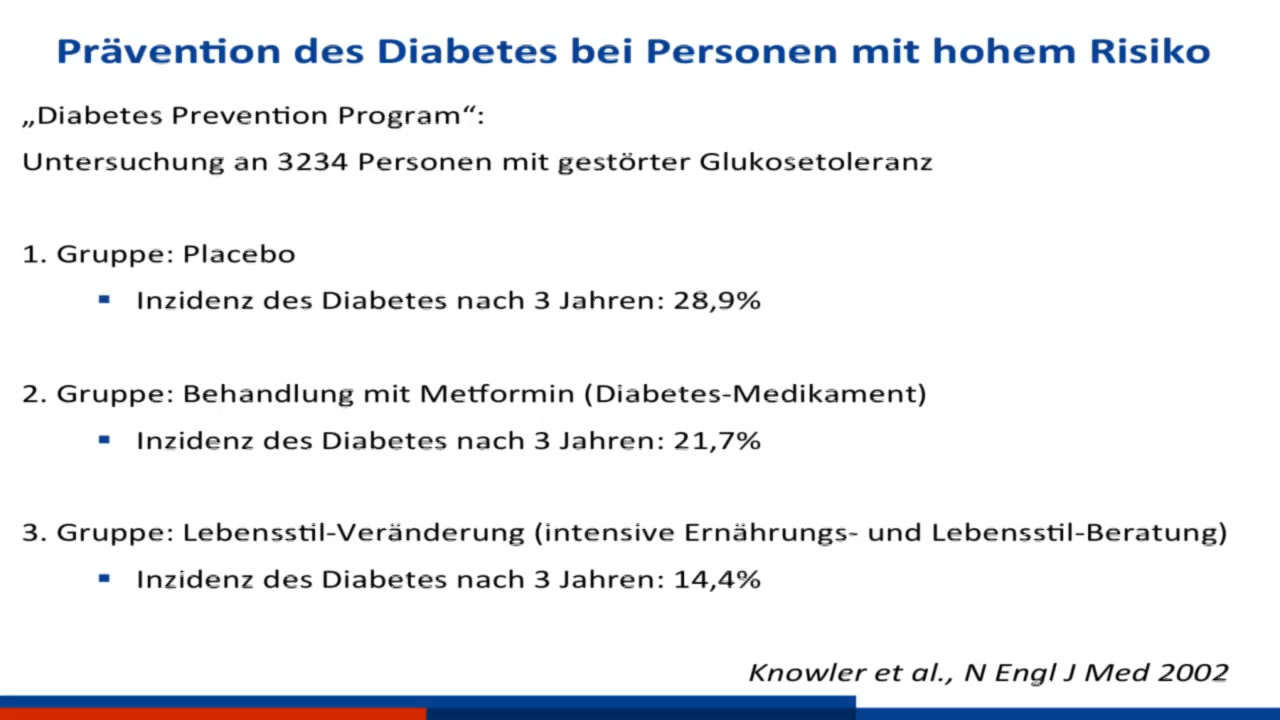 Prävention des Diabetes bei Personen mit hohem Risiko
„Diabetes Prevention Program“:
Untersuchung an 3234 Personen mit gestörter Glukosetoleranz
1. Gruppe: Placebo
▪ Inzidenz des Diabetes nach 3 Jahren: 28,9%
2. Gruppe: Behandlung mit Metformin (Diabetes-Medikament)
▪ Inzidenz des Diabetes nach 3 Jahren: 21,7%
3. Gruppe: Lebensstil-Veränderung (intensive Ernährungs- und Lebensstil-Beratung)
▪ Inzidenz des Diabetes nach 3 Jahren: 14,4%
Knowler et al., N Engl J Med 2002